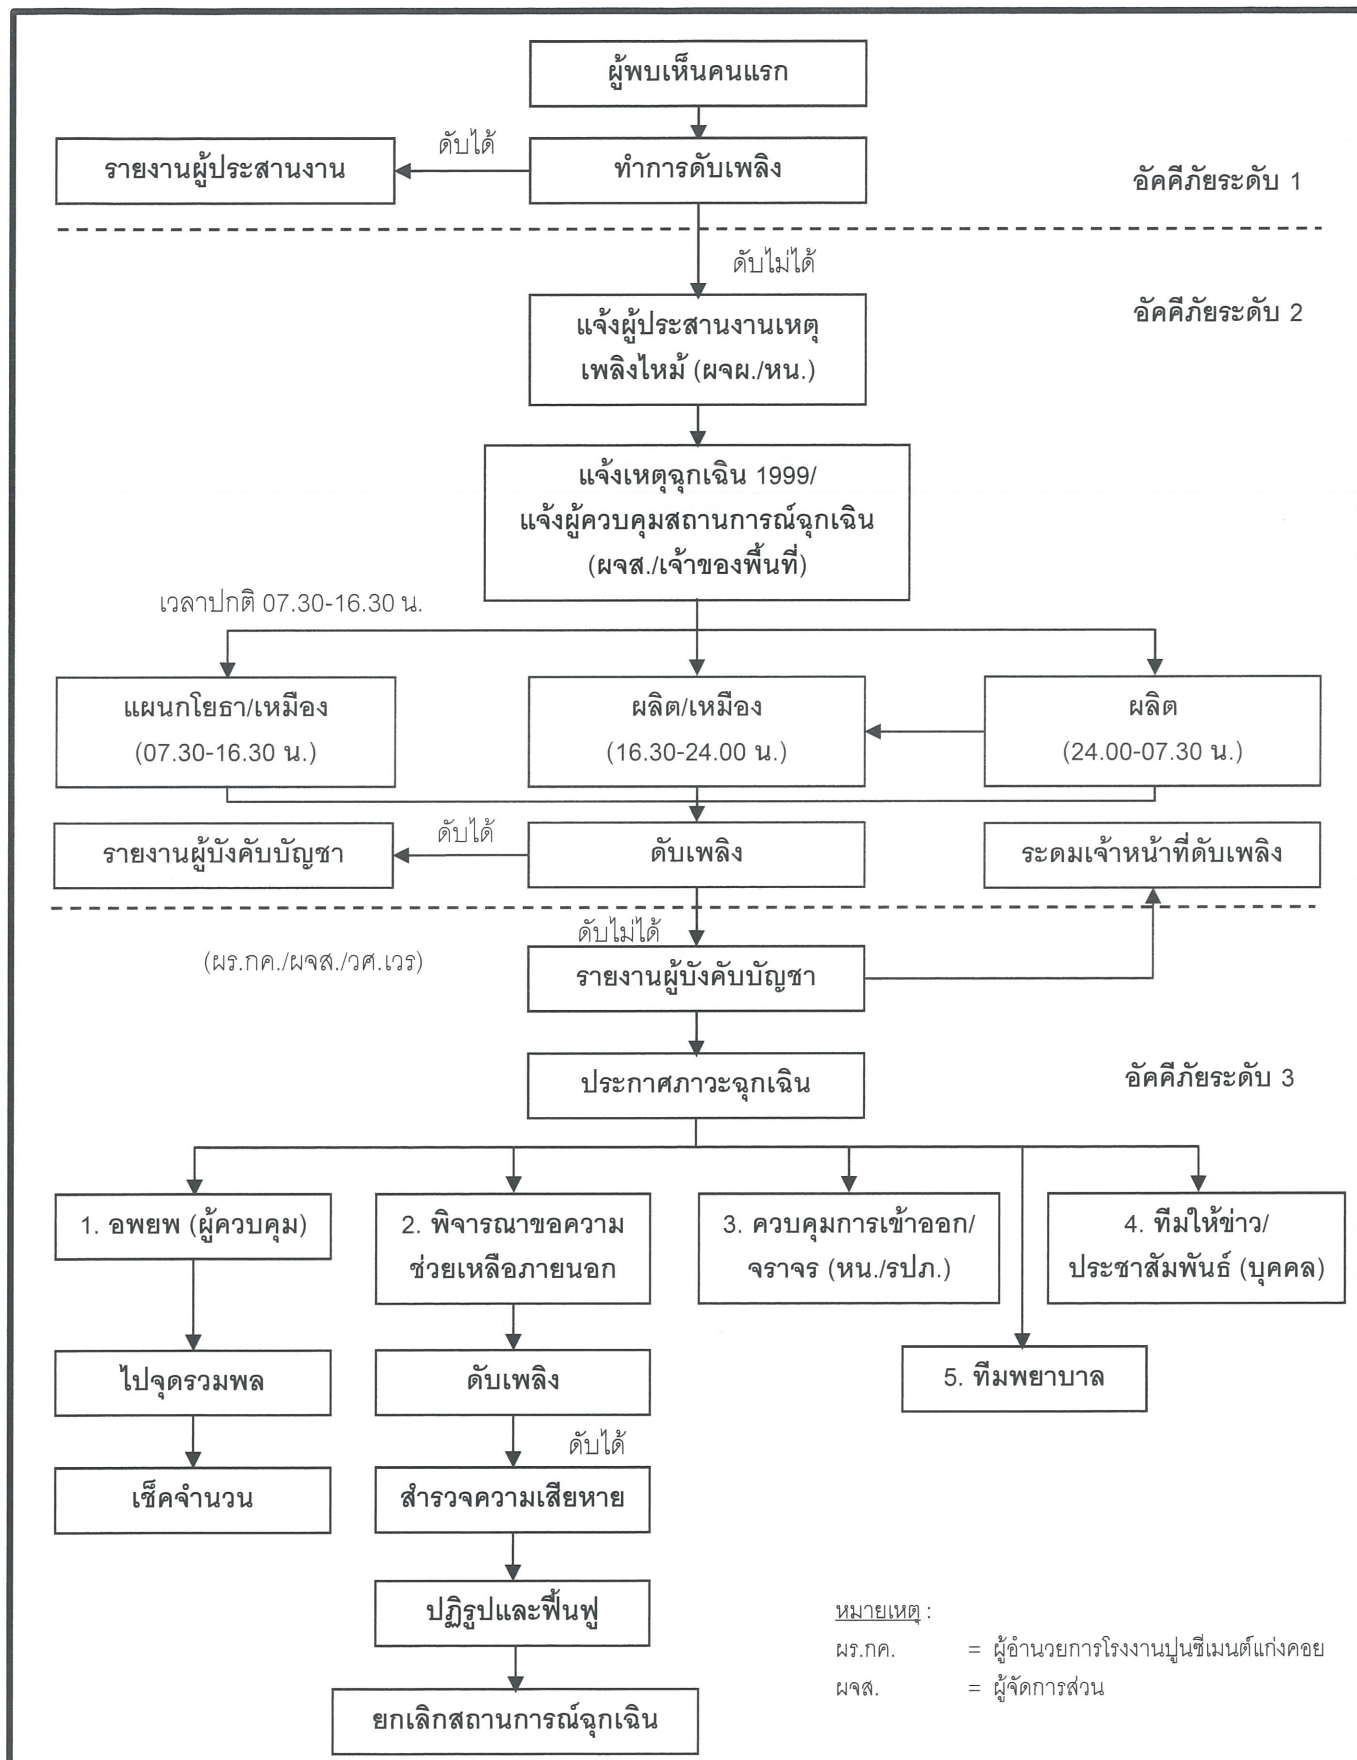 ผู้พบเห็นคนแรก
ดับได้
รายงานผู้ประสานงาน
ทำการดับเพลิง
อัคคีภัยระดับ 1
ดับไม่ได้
อัคคีภัยระดับ 2
แจ้งผู้ประสานงานเหตุ
เพลิงไหม้ (ผจผ./หน.)
แจ้งเหตุฉุกเฉิน 1999/
แจ้งผู้ควบคุมสถานการณ์ฉุกเฉิน
(ผจส./เจ้าของพื้นที่)
เวลาปกติ 07.30-16.30 น.
แผนกโยธา/เหมือง
(07.30-16.30 น.)
ผลิต/เหมือง
(16.30-24.00 น.)
ผลิต
(24.00-07.30 น.)
ดับได้
รายงานผู้บังคับบัญชา
ดับเพลิง
ระดมเจ้าหน้าที่ดับเพลิง
ดับไม่ได้
(ผร.กค./ผจส./วศ.เวร)
รายงานผู้บังคับบัญชา
ประกาศภาวะฉุกเฉิน
อัคคีภัยระดับ 3
1. อพยพ (ผู้ควบคุม)
2. พิจารณาขอความ
ช่วยเหลือภายนอก
3. ควบคุมการเข้าออก/
จราจร (หน./รปภ.)
4. ทีมให้ข่าว/
ประชาสัมพันธ์ (บุคคล)
ไปจุดรวมพล
ดับเพลิง
5. ทีมพยาบาล
ดับได้
เช็คจำนวน
สำรวจความเสียหาย
ปฏิรูปและฟื้นฟู
ยกเลิกสถานการณ์ฉุกเฉิน
หมายเหตุ :
ผร.กค. = ผู้อำนวยการโรงงานปูนซีเมนต์แก่งคอย
ผจส. = ผู้จัดการส่วน